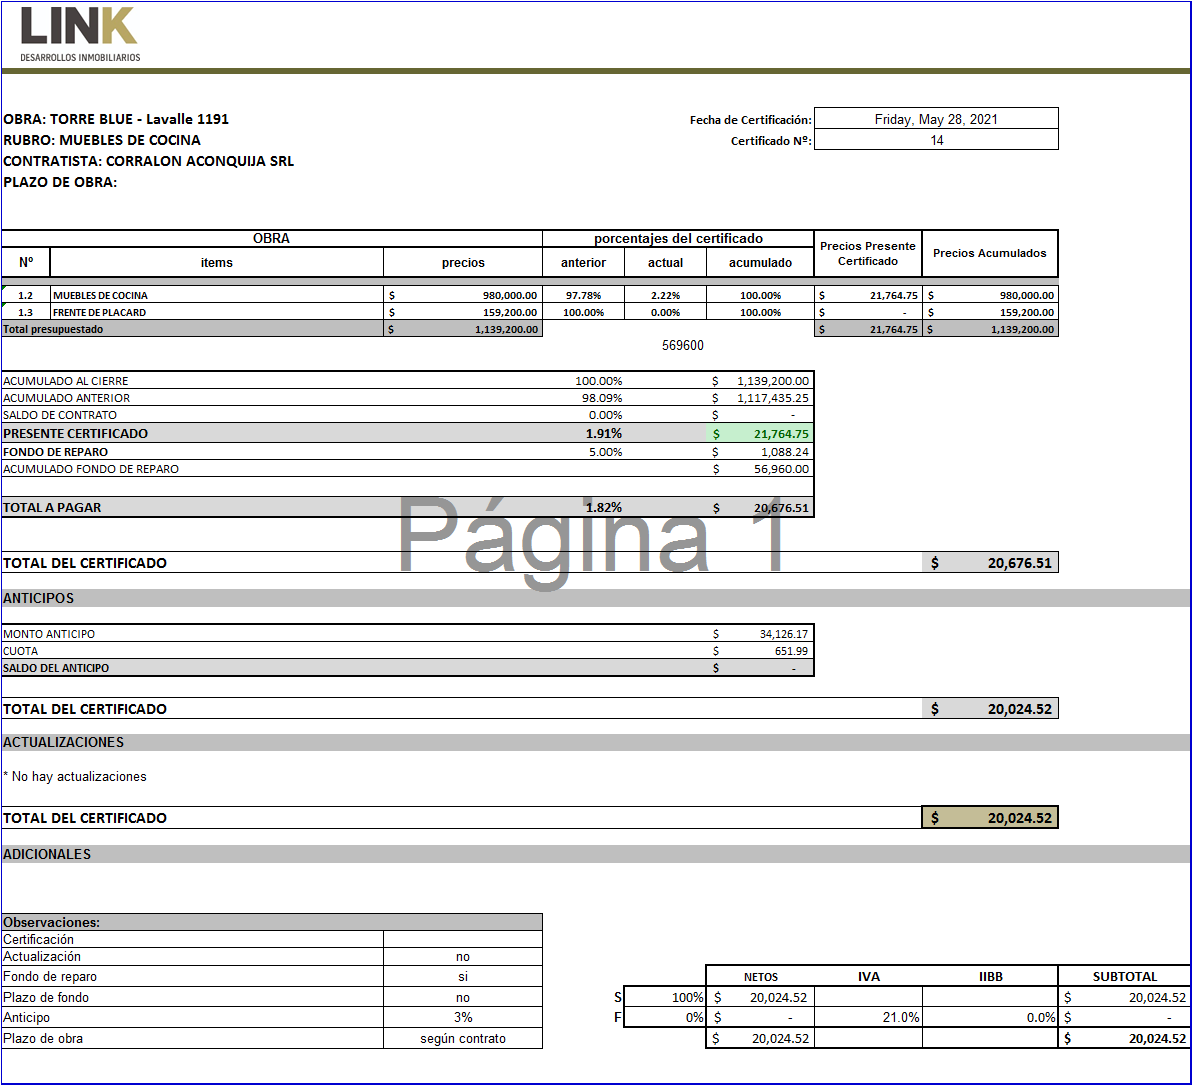 LINK
DESARROLLOS INMOBILIARIOS
OBRA: TORRE BLUE - Lavalle 1191
RUBRO: MUEBLES DE COCINA
CONTRATISTA: CORRALON ACONQUIJA SRL
PLAZO DE OBRA:
Fecha de Certificación: Friday, May 28, 2021
Certificado Nº: 14
OBRA porcentajes del certificado Precios Presente Certificado Precios Acumulados
Nº items precios anterior actual acumulado
1.2 MUEBLES DE COCINA $ 980,000.00 97.78% 2.22% 100.00% $ 21,764.75 $ 980,000.00
1.3 FRENTE DE PLACARD $ 159,200.00 100.00% 0.00% 100.00% $ - $ 159,200.00
Total presupuestado $ 1,139,200.00 $ 21,764.75 $ 1,139,200.00
569600
ACUMULADO AL CIERRE 100.00% $ 1,139,200.00
ACUMULADO ANTERIOR 98.09% $ 1,117,435.25
SALDO DE CONTRATO 0.00% $ -
PRESENTE CERTIFICADO 1.91% $ 21,764.75
FONDO DE REPARO 5.00% $ 1,088.24
ACUMULADO FONDO DE REPARO $ 56,960.00
TOTAL A PAGAR 1.82% $ 20,676.51
Página 1
TOTAL DEL CERTIFICADO $ 20,676.51
ANTICIPOS
MONTO ANTICIPO $ 34,126.17
CUOTA $ 651.99
SALDO DEL ANTICIPO $ -
TOTAL DEL CERTIFICADO $ 20,024.52
ACTUALIZACIONES
* No hay actualizaciones
TOTAL DEL CERTIFICADO $ 20,024.52
ADICIONALES
Observaciones:
Certificación
Actualización no
Fondo de reparo si
Plazo de fondo no
Anticipo 3%
Plazo de obra según contrato
NETOS IVA IIBB SUBTOTAL
S 100% $ 20,024.52 $ 20,024.52
F 0% $ - 21.0% 0.0% $ -
$ 20,024.52 $ 20,024.52